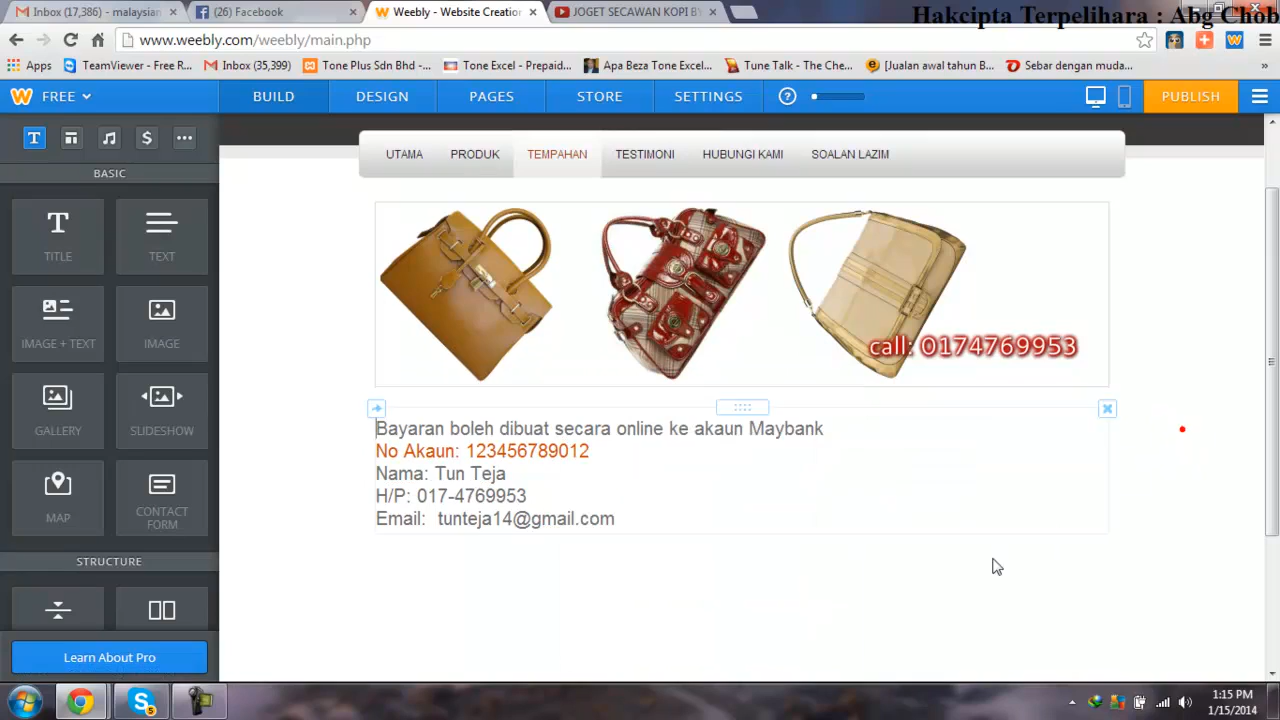 Inbox (17,386) - malaysian
(26) Facebook
Weebly - Website Creation
JOGET SECAWAN KOPI BY
Hakcipta Terpelihara : Abg Chob
www.weebly.com/weebly/main.php
Apps
TeamViewer - Free R...
Inbox (35,399)
Tone Plus Sdn Bhd -...
Tone Excel - Prepaid...
Apa Beza Tone Excel...
Tune Talk - The Che...
[Jualan awal tahun B...
Sebar dengan muda...
»
W FREE
BUILD
DESIGN
PAGES
STORE
SETTINGS
?
PUBLISH
T
$
BASIC
UTAMA
PRODUK
TEMPAHAN
TESTIMONI
HUBUNGI KAMI
SOALAN LAZIM
T
TITLE
TEXT
IMAGE + TEXT
IMAGE
GALLERY
SLIDESHOW
MAP
CONTACT
FORM
STRUCTURE
Learn About Pro
call: 0174769953
Bayaran boleh dibuat secara online ke akaun Maybank
No Akaun: 123456789012
Nama: Tun Teja
H/P: 017-4769953
Email: tunteja14@gmail.com
5
1:15 PM
1/15/2014